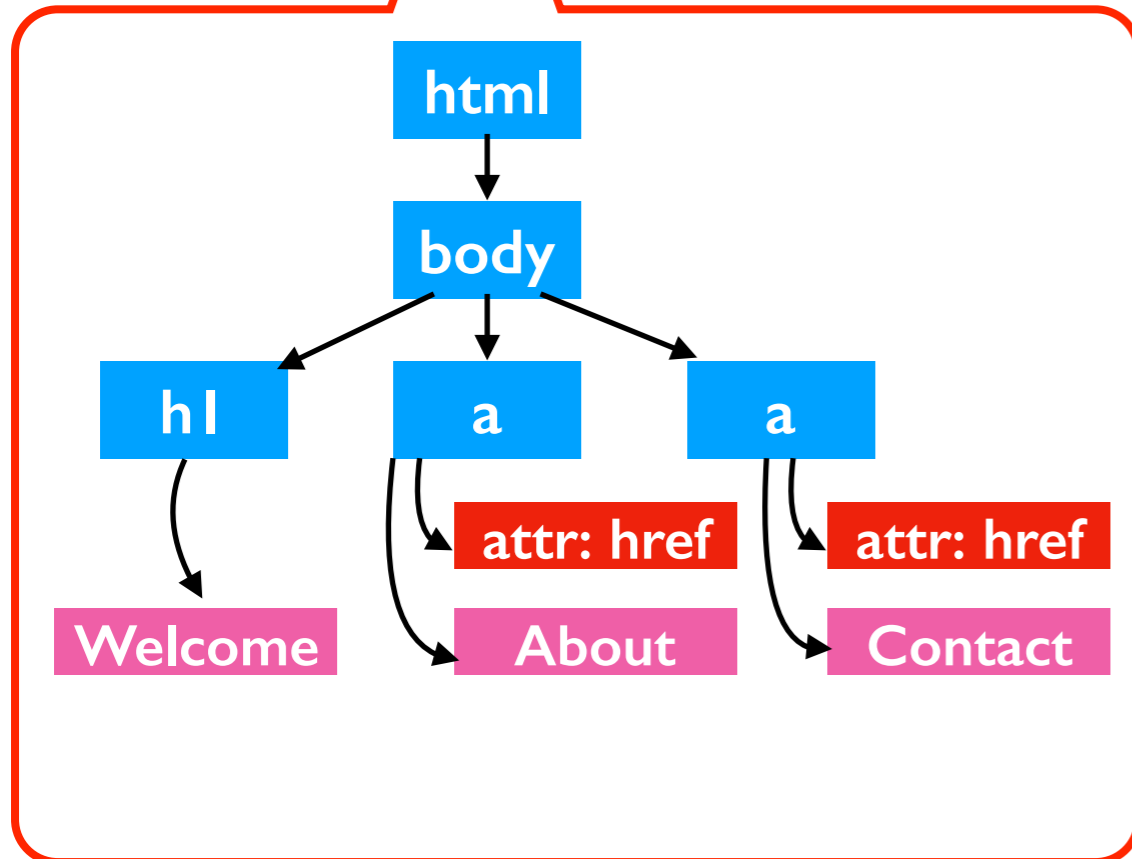 html
body
h1 a a
attr: href attr: href
Welcome About Contact